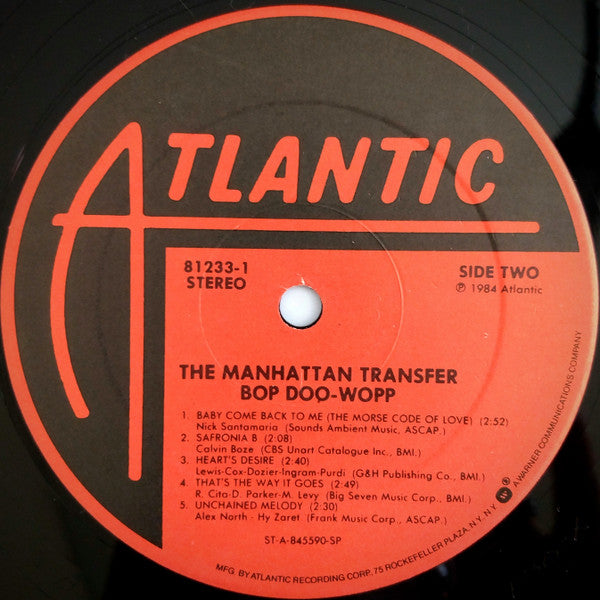 ATLANTIC
81233-1
STEREO
SIDE TWO
℗ 1984 Atlantic
THE MANHATTAN TRANSFER
BOP DOO-WOPP
1. BABY COME BACK TO ME (THE MORSE CODE OF LOVE) (2:52)
Nick Santamaria (Sounds Ambient Music, ASCAP.)
2. SAFRONIA B (2:08)
Calvin Boze (CBS Unart Catalogue Inc., BMI.)
3. HEART'S DESIRE (2:40)
Lewis-Cox-Dozier-Ingram-Purdi (G&H Publishing Co., BMI.)
4. THAT'S THE WAY IT GOES (2:49)
R. Cita-D. Parker-M. Levy (Big Seven Music Corp., BMI.)
5. UNCHAINED MELODY (2:30)
Alex North - Hy Zaret (Frank Music Corp., ASCAP.)
ST-A-845590-SP
MFG. BY ATLANTIC RECORDING CORP. 75 ROCKEFELLER PLAZA. N.Y. N.Y. W ® A WARNER COMMUNICATIONS COMPANY